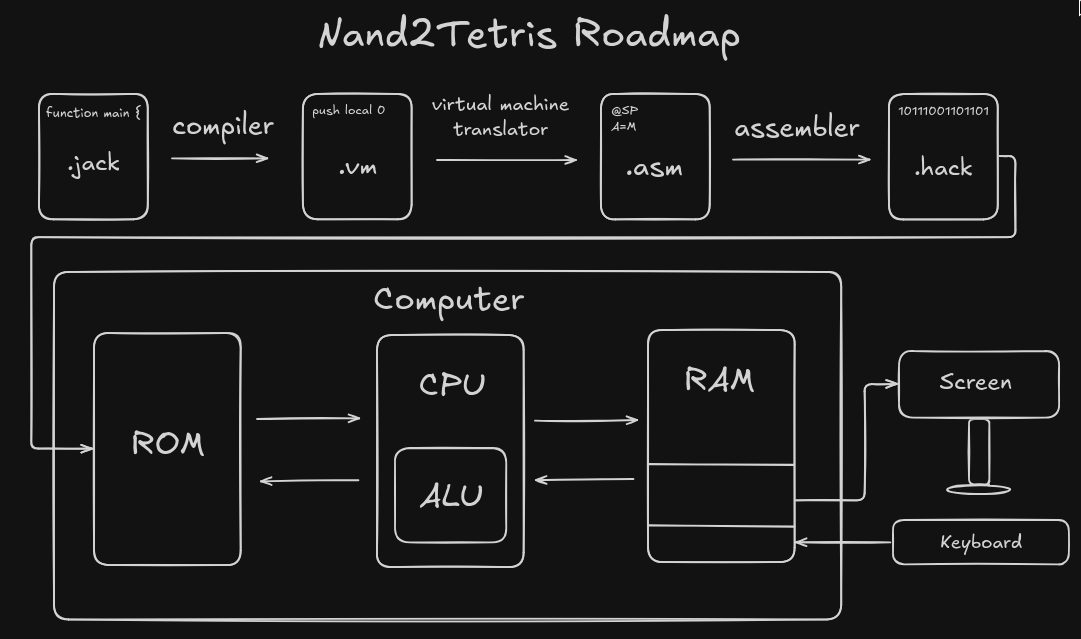 Nand2Tetris Roadmap
function main {
.jack
compiler
push local 0
.vm
virtual machine
translator
@SP
A=M
.asm
assembler
10111001101101
.hack
Computer
ROM
CPU
ALU
RAM
Screen
Keyboard